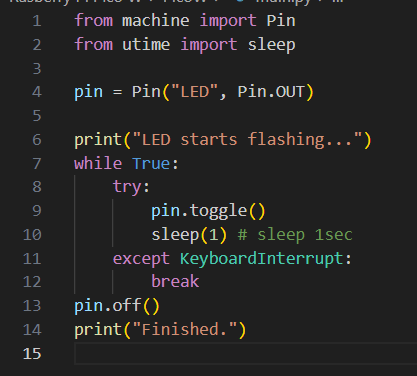 1 from machine import Pin
2 from utime import sleep
3
4 pin = Pin("LED", Pin.OUT)
5
6 print("LED starts flashing...")
7 while True:
8     try:
9         pin.toggle()
10         sleep(1) # sleep 1sec
11     except KeyboardInterrupt:
12         break
13 pin.off()
14 print("Finished.")
15